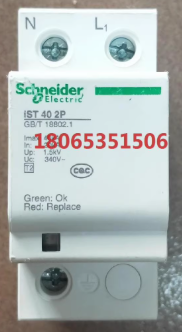 N L1
Schneider
Electric
iST 40 2P
GB/T 18802.1
18065351506
Up: 1.5kV
Uc: 340V~
T2
CQC
Green: Ok
Red: Replace